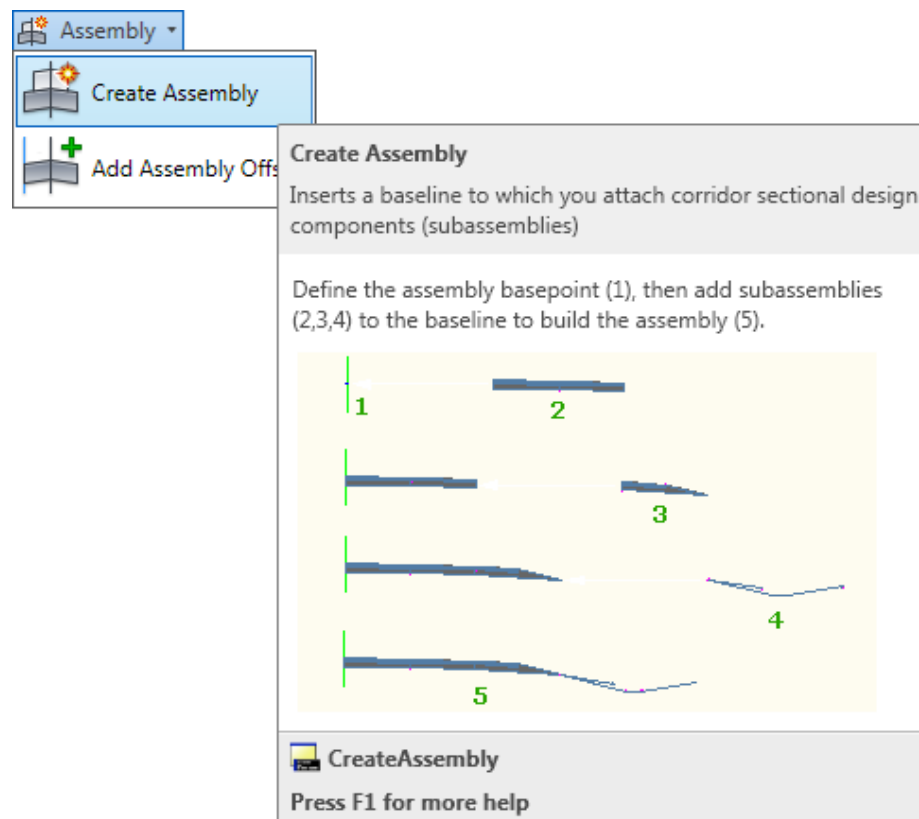 Assembly
Create Assembly
Add Assembly Offs
Create Assembly
Inserts a baseline to which you attach corridor sectional design
components (subassemblies)
Define the assembly basepoint (1), then add subassemblies
(2,3,4) to the baseline to build the assembly (5).
1
2
3
4
5
CreateAssembly
Press F1 for more help